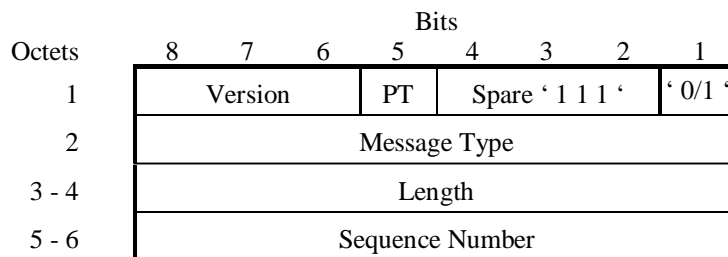 Bits
Octets 8 7 6 5 4 3 2 1
1 Version PT Spare ‘ 1 1 1 ‘ ‘ 0/1 ‘
2 Message Type
3 - 4 Length
5 - 6 Sequence Number